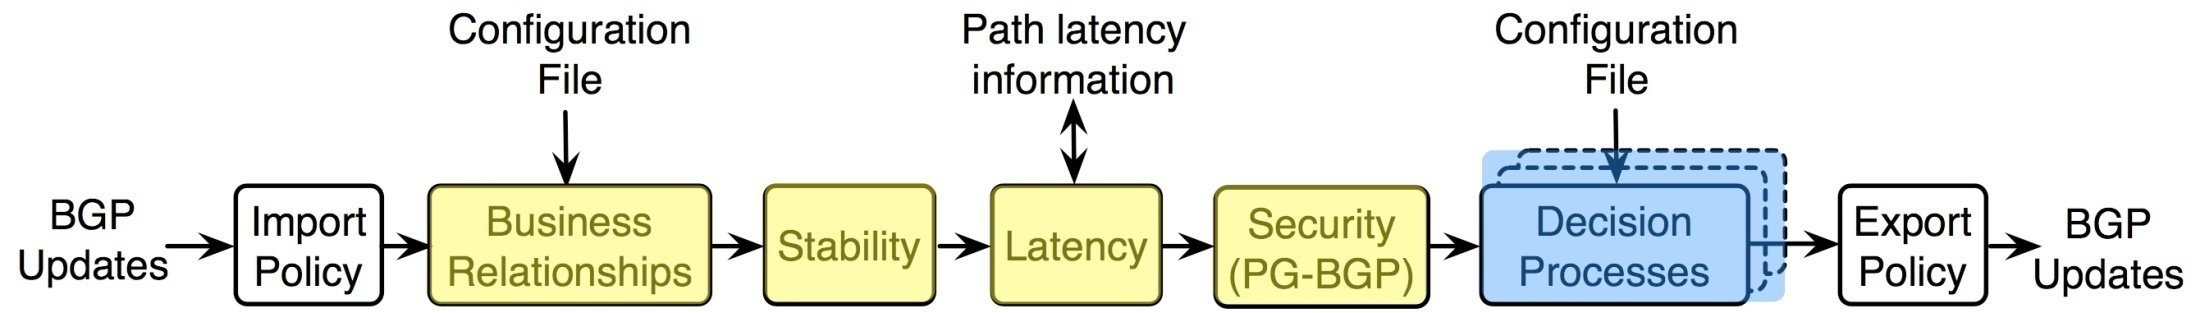 Configuration
File
Path latency
information
Configuration
File
BGP
Updates
Import
Policy
Business
Relationships
Stability
Latency
Security
(PG-BGP)
Decision
Processes
Export
Policy
BGP
Updates